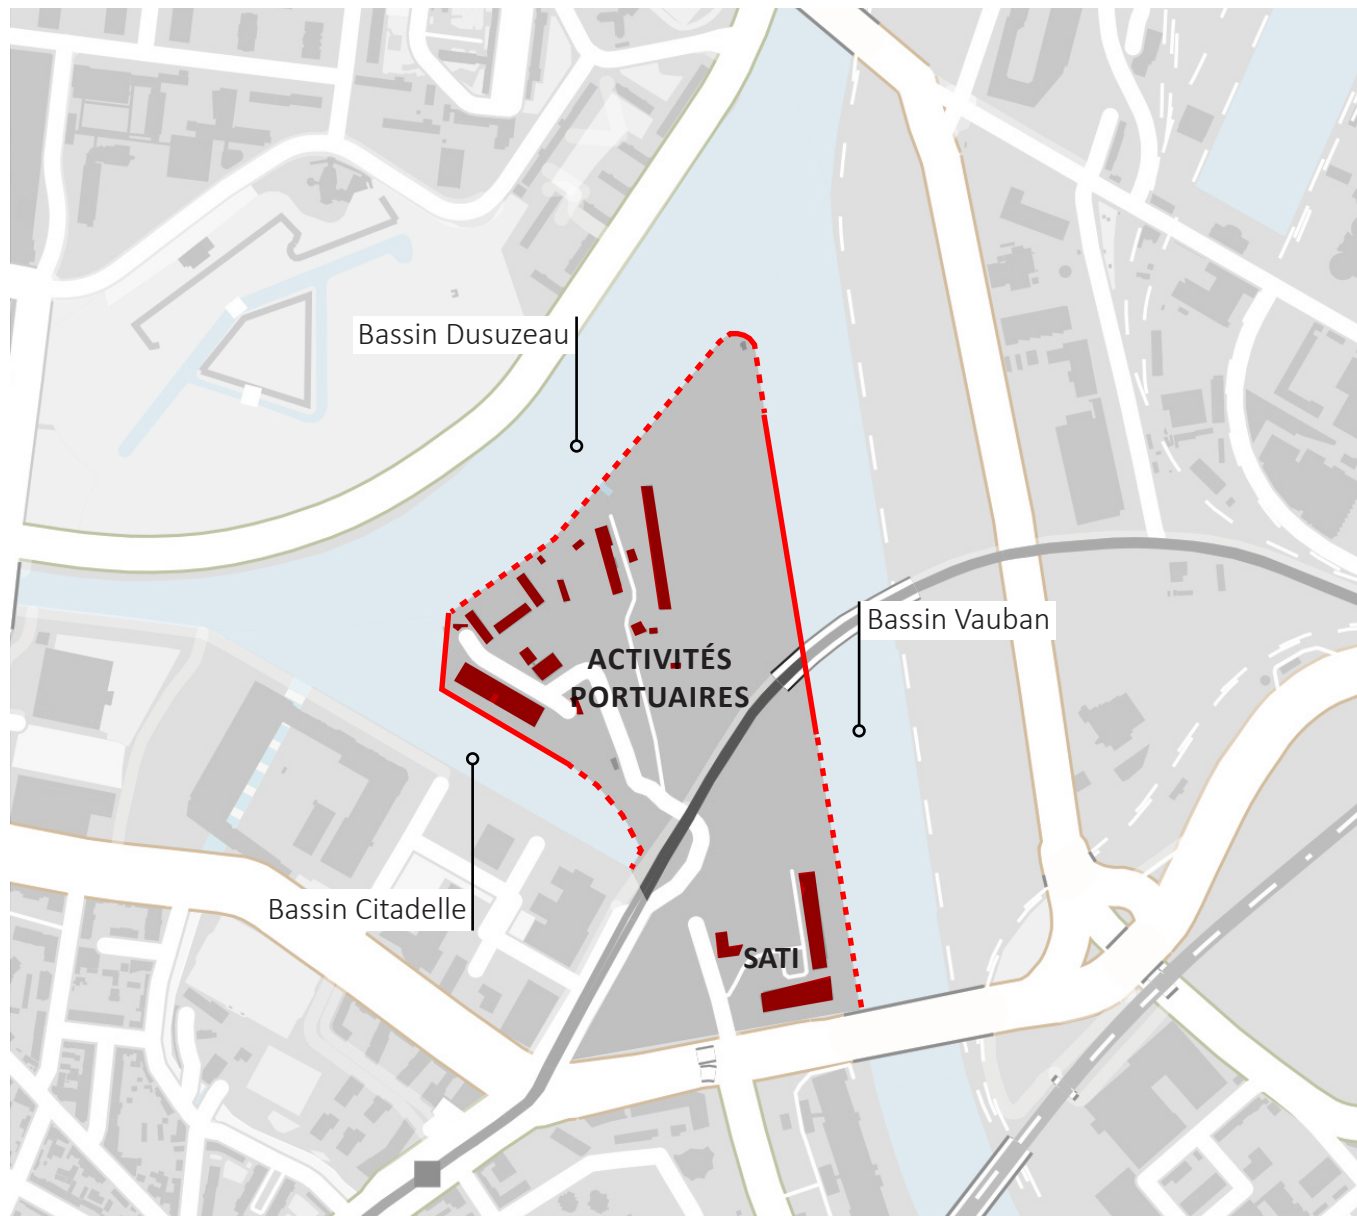 Bassin Dusuzeau
Bassin Vauban
ACTIVITÉS
PORTUAIRES
Bassin Citadelle
SATI